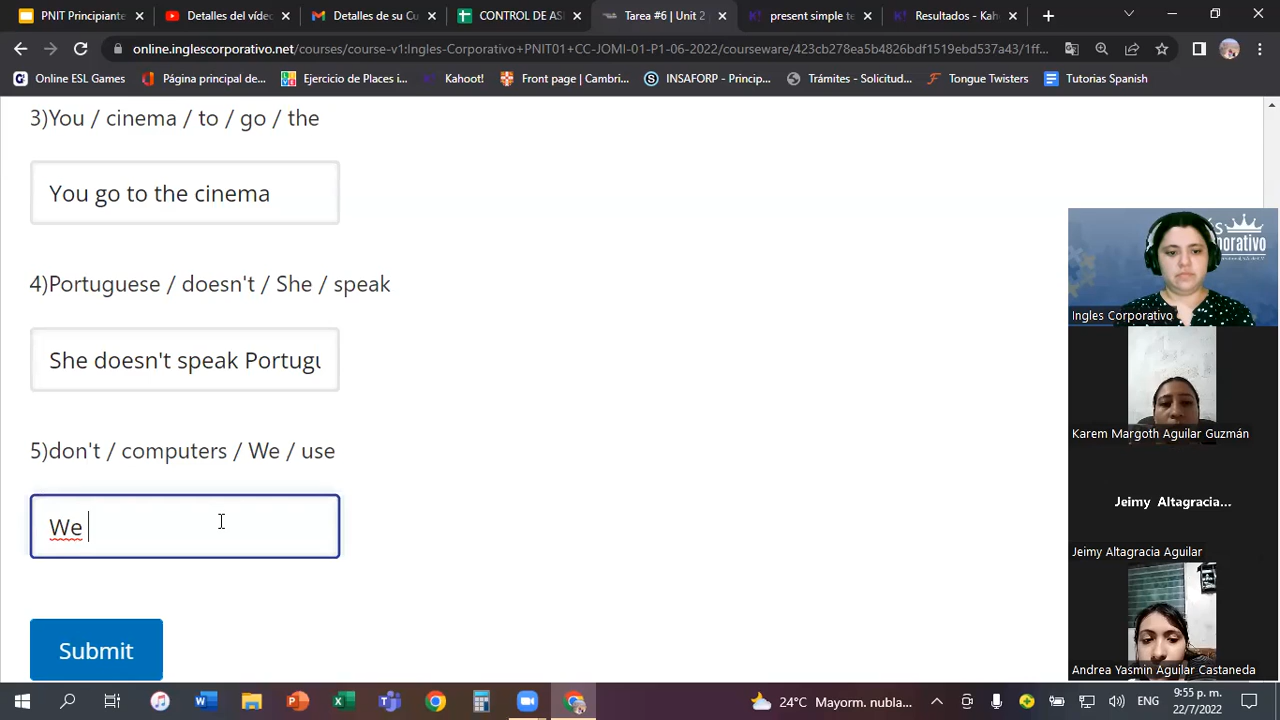 PNIT Principiante
Detalles del víde
Detalles de su Cu
CONTROL DE AS
Tarea #6 | Unit 2
present simple te
Resultados - Kah
online.inglescorporativo.net/courses/course-v1:Ingles-Corporativo+PNIT01+CC-JOMI-01-P1-06-2022/courseware/423cb278ea5b4826bdf1519ebd537a43/1ff...
Online ESL Games
Página principal de...
Ejercicio de Places i...
Kahoot!
Front page | Cambri...
INSAFORP - Princip...
Trámites - Solicitud...
Tongue Twisters
Tutorias Spanish
3)You / cinema / to / go / the
You go to the cinema
4)Portuguese / doesn't / She / speak
She doesn't speak Portugu
5)don't / computers / We / use
We
Submit
Ingles Corporativo
Karem Margoth Aguilar Guzmán
Jeimy Altagracia...
Jeimy Altagracia Aguilar
Andrea Yasmin Aguilar Castaneda
24°C Mayorm. nubla...
ENG
9:55 p. m.
22/7/2022